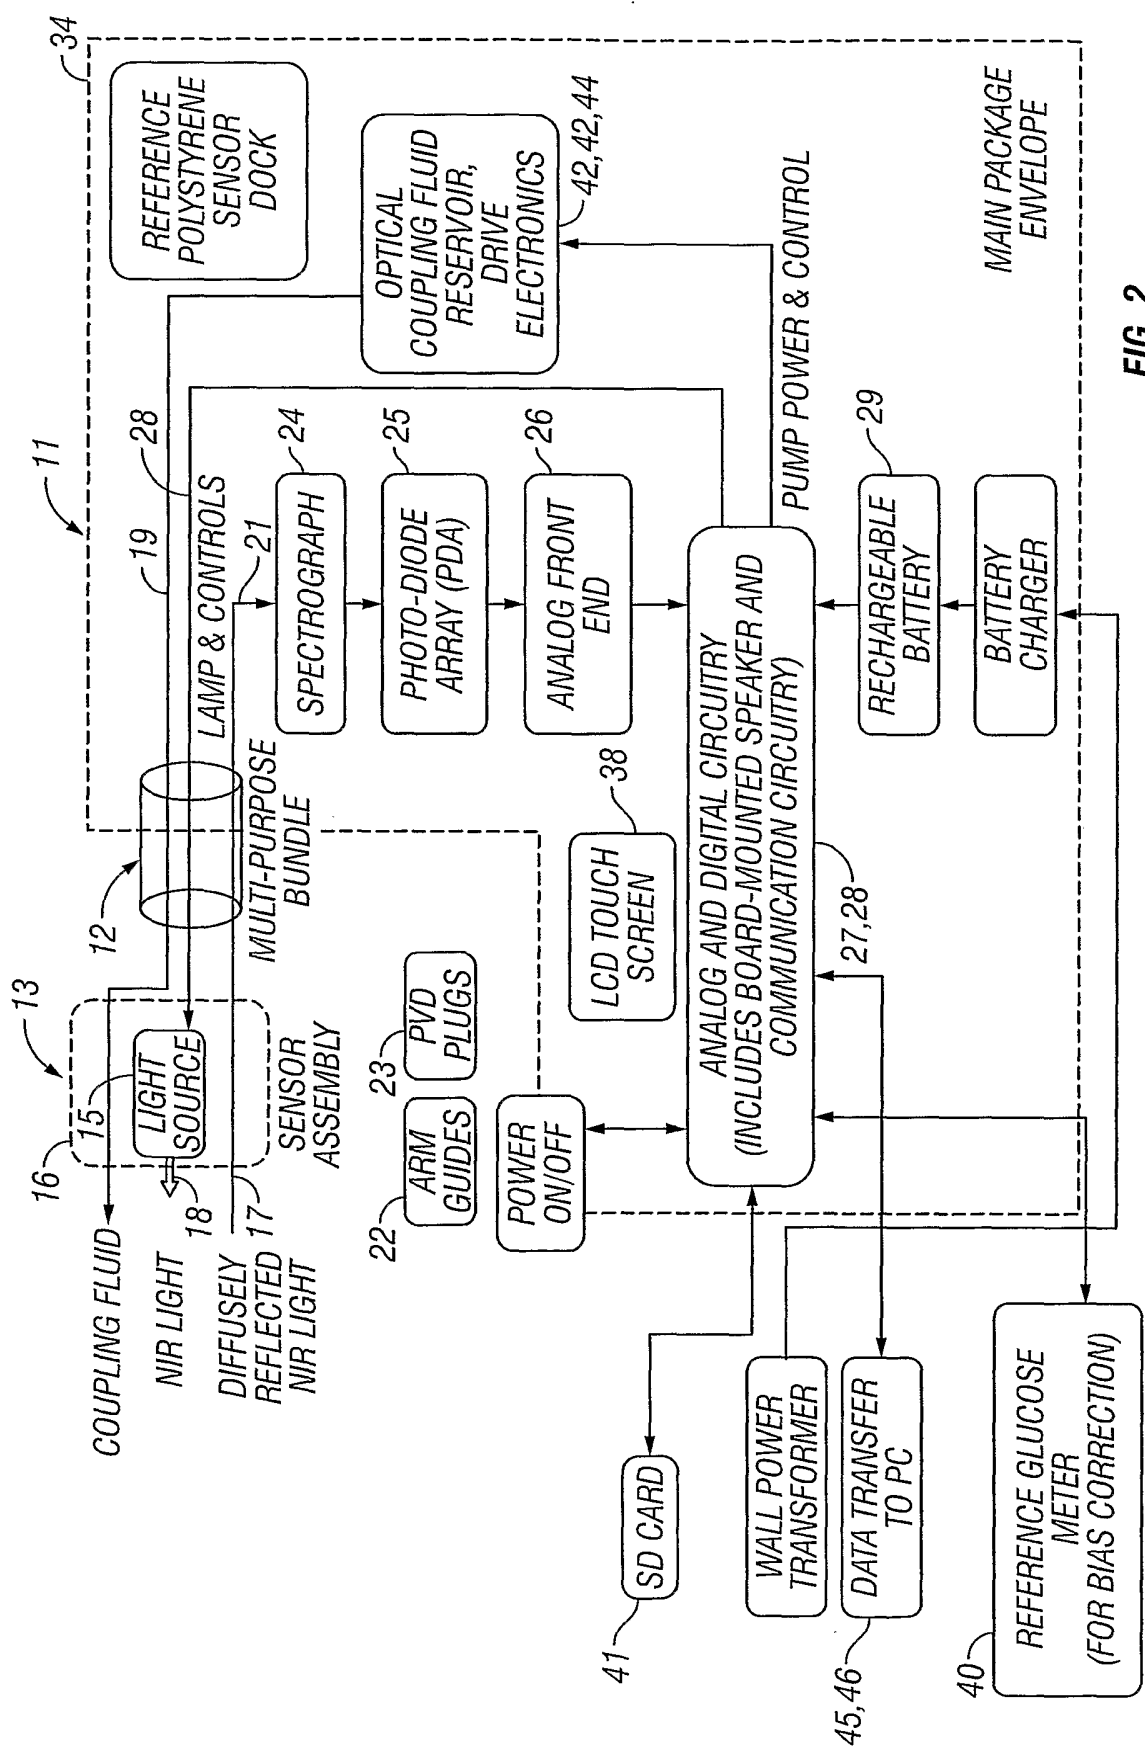 34
11
13
16
15
12
19
28
REFERENCE
POLYSTYRENE
SENSOR
DOCK
COUPLING FLUID
LIGHT
SOURCE
18
NIR LIGHT
17
DIFFUSELY
REFLECTED
NIR LIGHT
SENSOR
ASSEMBLY
MULTI-PURPOSE
BUNDLE
LAMP & CONTROLS
21
SPECTROGRAPH
24
PHOTO-DIODE
ARRAY (PDA)
25
ANALOG FRONT
END
26
OPTICAL
COUPLING FLUID
RESERVOIR,
DRIVE
ELECTRONICS
42,42,44
22
ARM
GUIDES
23
PVD
PLUGS
POWER
ON/OFF
LCD TOUCH
SCREEN
38
ANALOG AND DIGITAL CIRCUITRY
(INCLUDES BOARD-MOUNTED SPEAKER AND
COMMUNICATION CIRCUITRY)
27,28
PUMP POWER & CONTROL
RECHARGEABLE
BATTERY
29
BATTERY
CHARGER
MAIN PACKAGE
ENVELOPE
41
SD CARD
WALL POWER
TRANSFORMER
DATA TRANSFER
TO PC
45,46
40
REFERENCE GLUCOSE
METER
(FOR BIAS CORRECTION)
FIG. 2